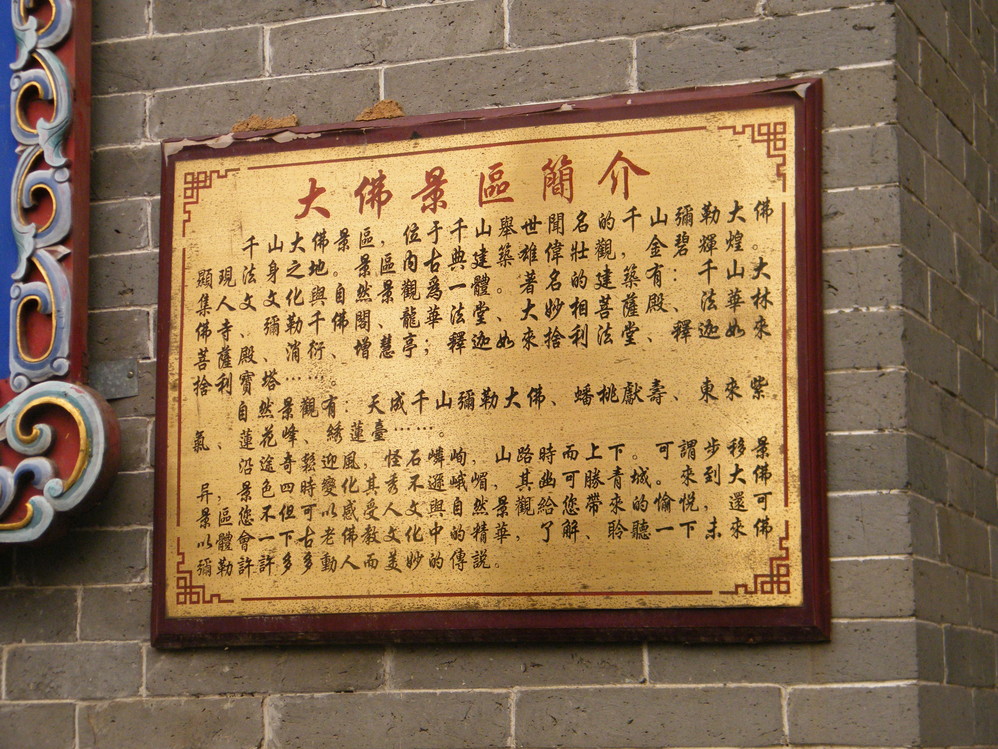 大佛景區簡介
千山大佛景區，位于千山舉世聞名的千山彌勒大佛
顯現法身之地。景區内古典建築雄偉壯觀，金碧輝煌。
集人文文化與自然景觀爲一體。著名的建築有：千山大
佛寺、彌勒千佛閣、龍華法堂、大妙相菩薩殿、法華林
菩薩殿、消衍、增慧亭；釋迦如來捨利法堂、釋迦如來
捨利寶塔……。
自然景觀有：天成千山彌勒大佛、蟠桃獻壽、東來紫
氣、蓮花峰、綉蓮臺……。
沿途奇鬆迎風，怪石嶙峋，山路時而上下。可謂步移景
异，景色四時變化其秀不遜峨嵋，其幽可勝青城。來到大佛
景區您不但可以感受人文與自然景觀給您帶來的愉悅，還可
以體會一下古老佛教文化中的精華，了解、聆聽一下未來佛
彌勒許許多多動人而美妙的傳説。